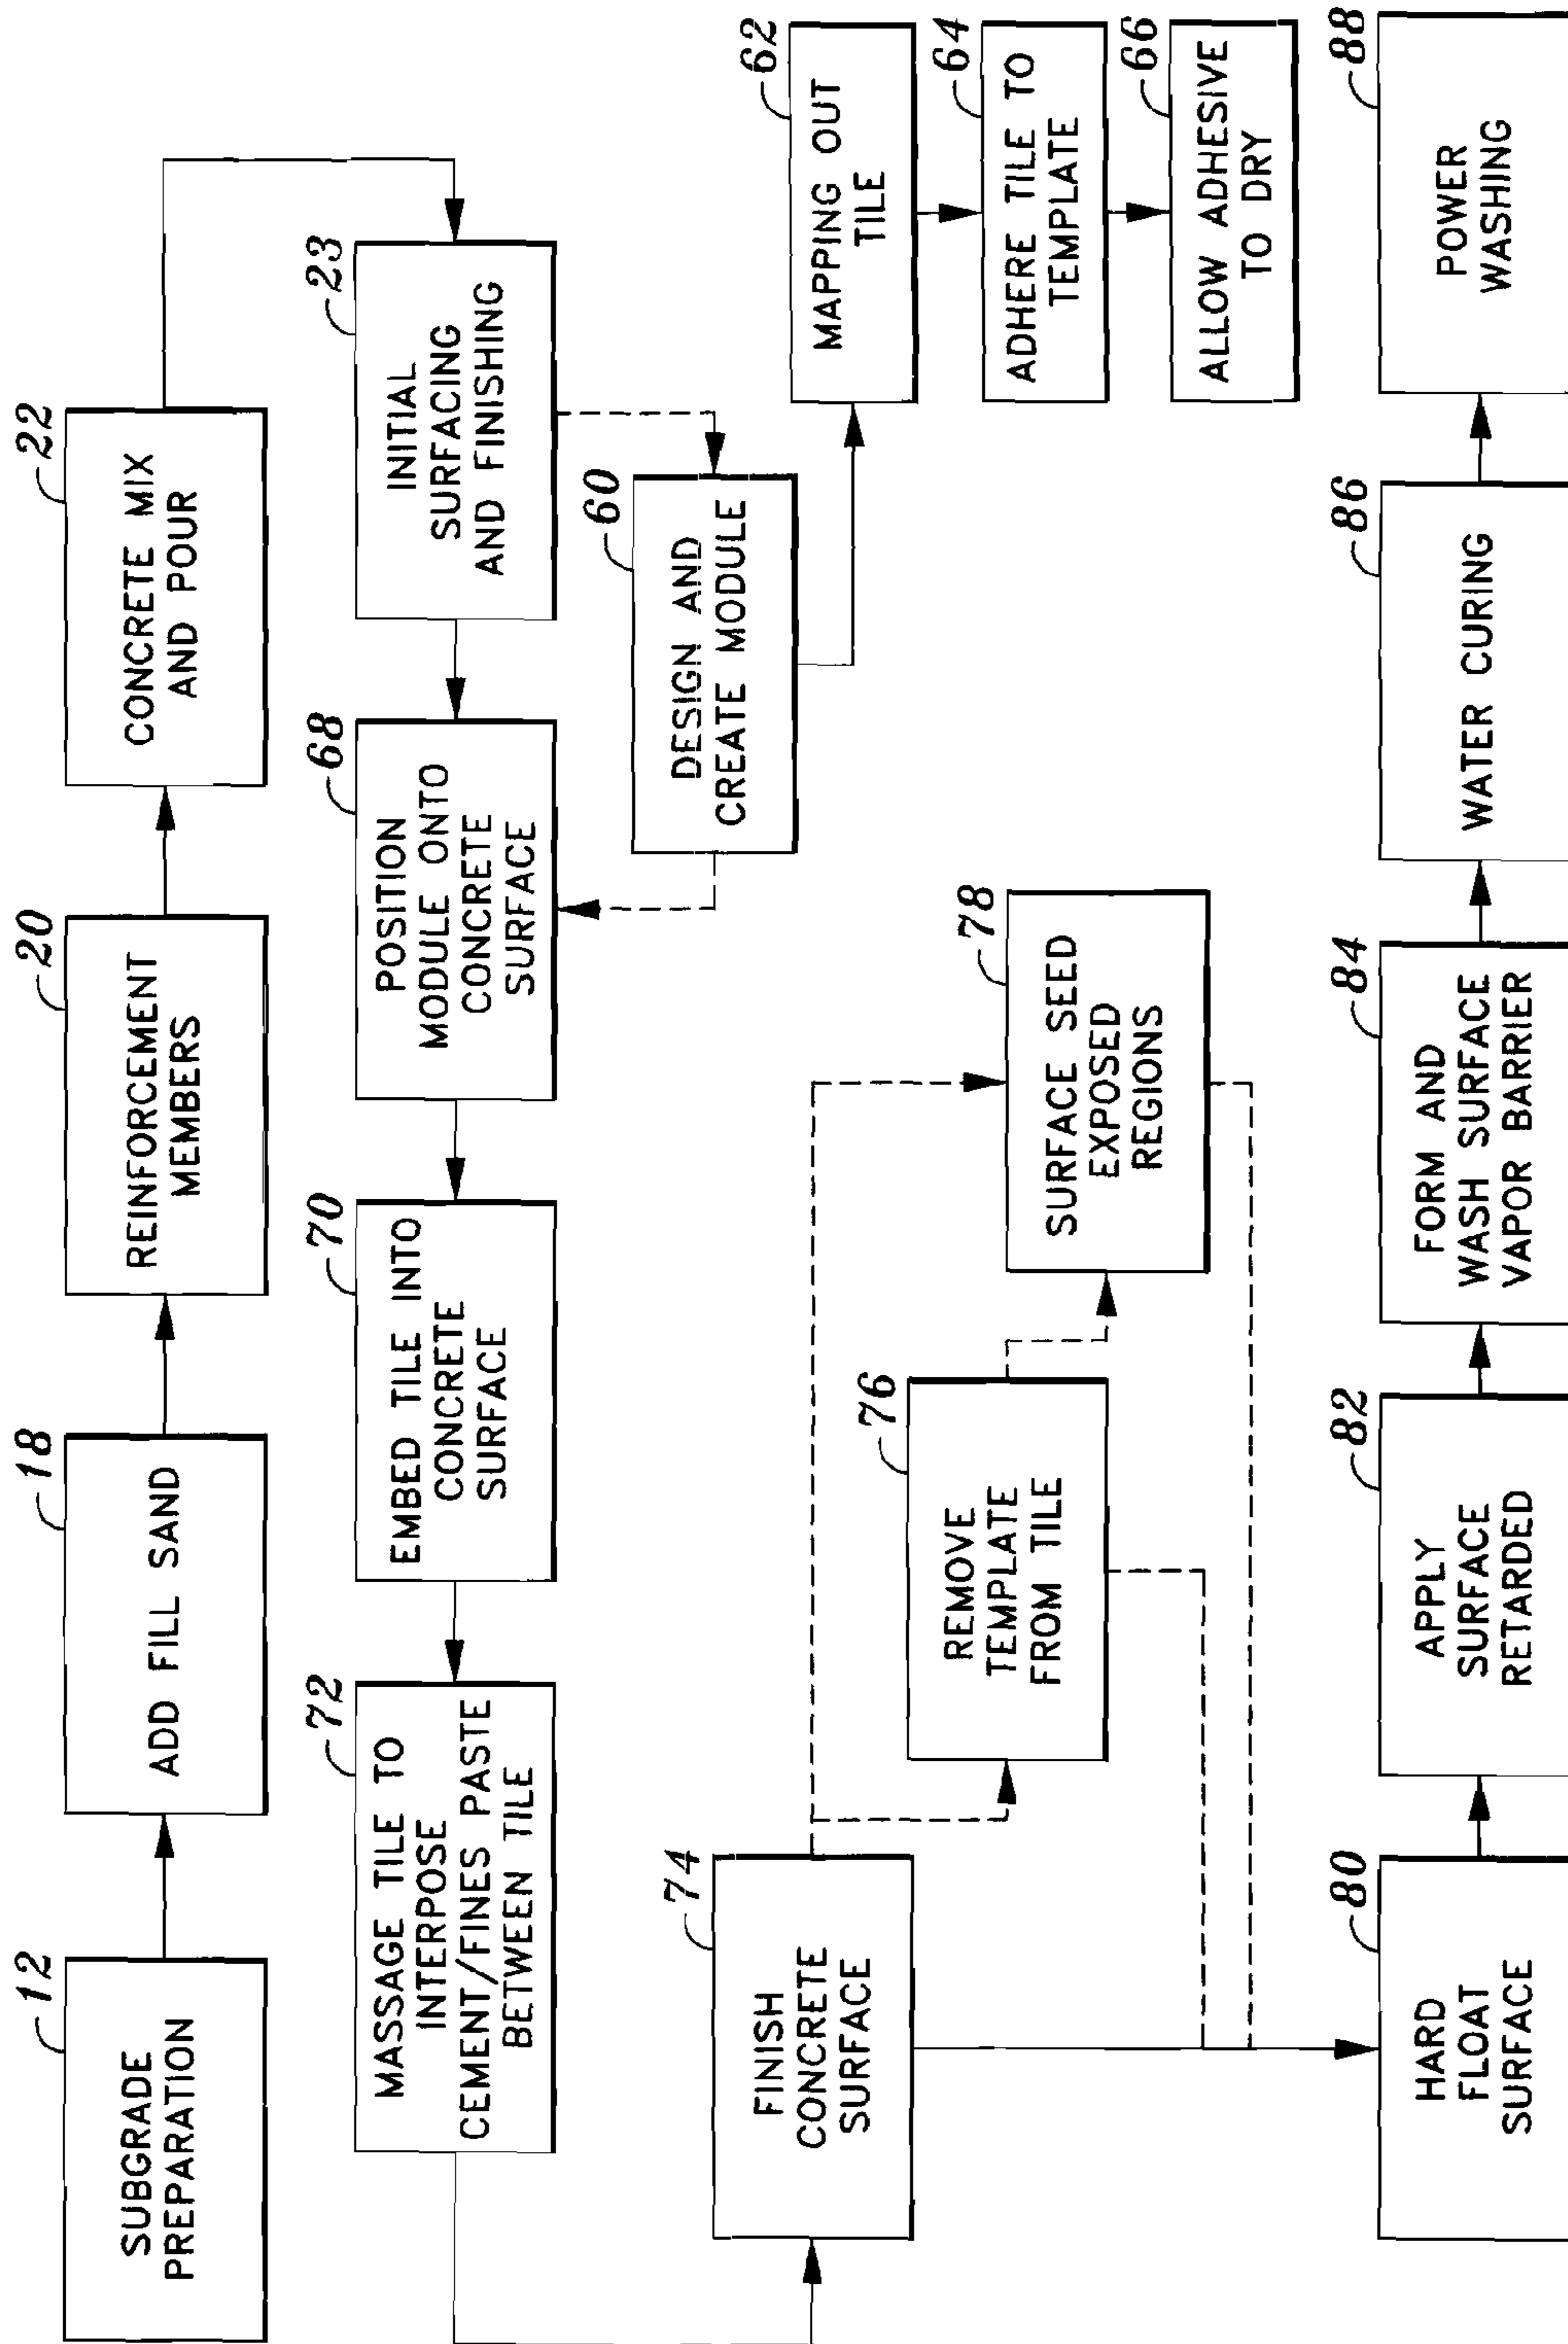 12
SUBGRADE
PREPARATION
18
ADD FILL SAND
20
REINFORCEMENT
MEMBERS
22
CONCRETE MIX
AND POUR
23
INITIAL
SURFACING
AND FINISHING
68
POSITION
MODULE ONTO
CONCRETE
SURFACE
70
EMBED TILE INTO
CONCRETE
SURFACE
72
MASSAGE TILE TO
INTERPOSE
CEMENT/FINES PASTE
BETWEEN TILE
60
DESIGN AND
CREATE MODULE
62
MAPPING OUT
TILE
64
ADHERE TILE TO
TEMPLATE
66
ALLOW ADHESIVE
TO DRY
74
FINISH
CONCRETE
SURFACE
76
REMOVE
TEMPLATE
FROM TILE
78
SURFACE SEED
EXPOSED
REGIONS
80
HARD
FLOAT
SURFACE
82
APPLY
SURFACE
RETARDED
84
FORM AND
WASH SURFACE
VAPOR BARRIER
86
WATER CURING
88
POWER
WASHING